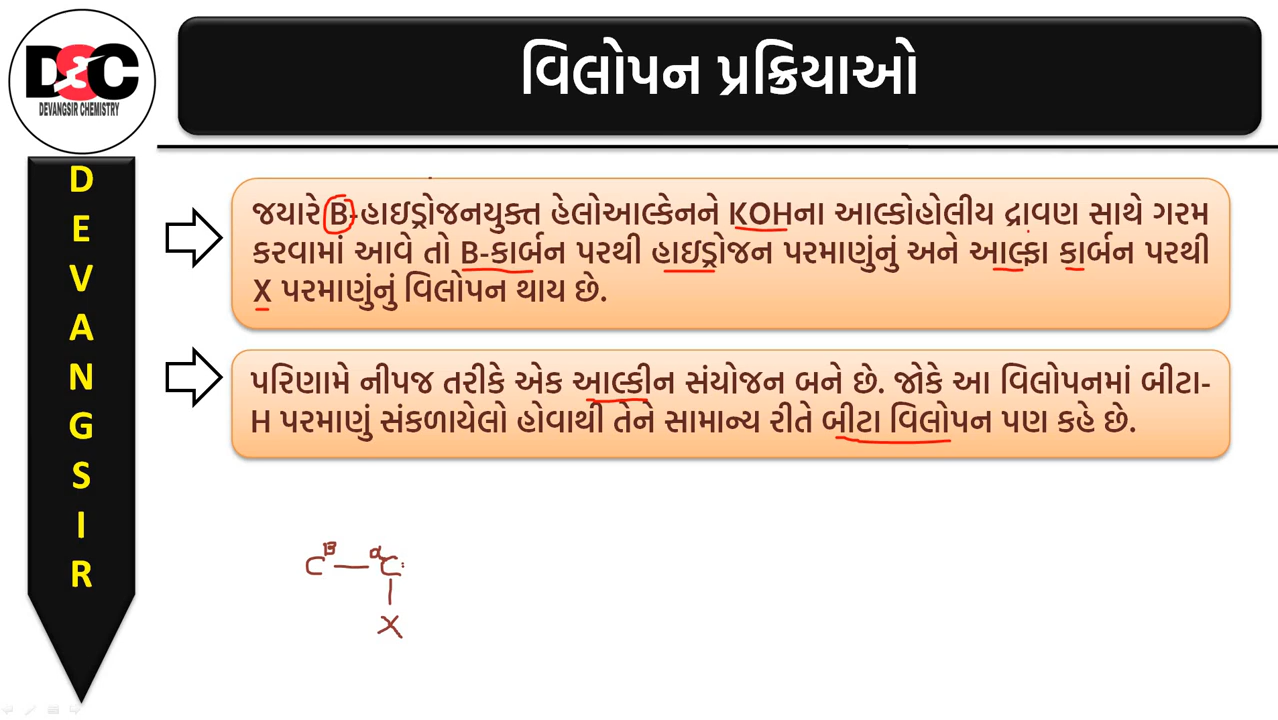 વિલોપન પ્રક્રિયાઓ
DC
DEVANGSIR CHEMISTRY
D
E
V
A
N
G
S
I
R
જયારે B-હાઇડ્રોજનયુક્ત હેલોઆલ્કેનને KOHના આલ્કોહોલીય દ્રાવણ સાથે ગરમ
કરવામાં આવે તો B-કાર્બન પરથી હાઇડ્રોજન પરમાણુંનું અને આલ્ફા કાર્બન પરથી
X પરમાણુંનું વિલોપન થાય છે.
પરિણામે નીપજ તરીકે એક આલ્કીન સંયોજન બને છે. જોકે આ વિલોપનમાં બીટા-
H પરમાણું સંકળાયેલો હોવાથી તેને સામાન્ય રીતે બીટા વિલોપન પણ કહે છે.
B α
C — C
X